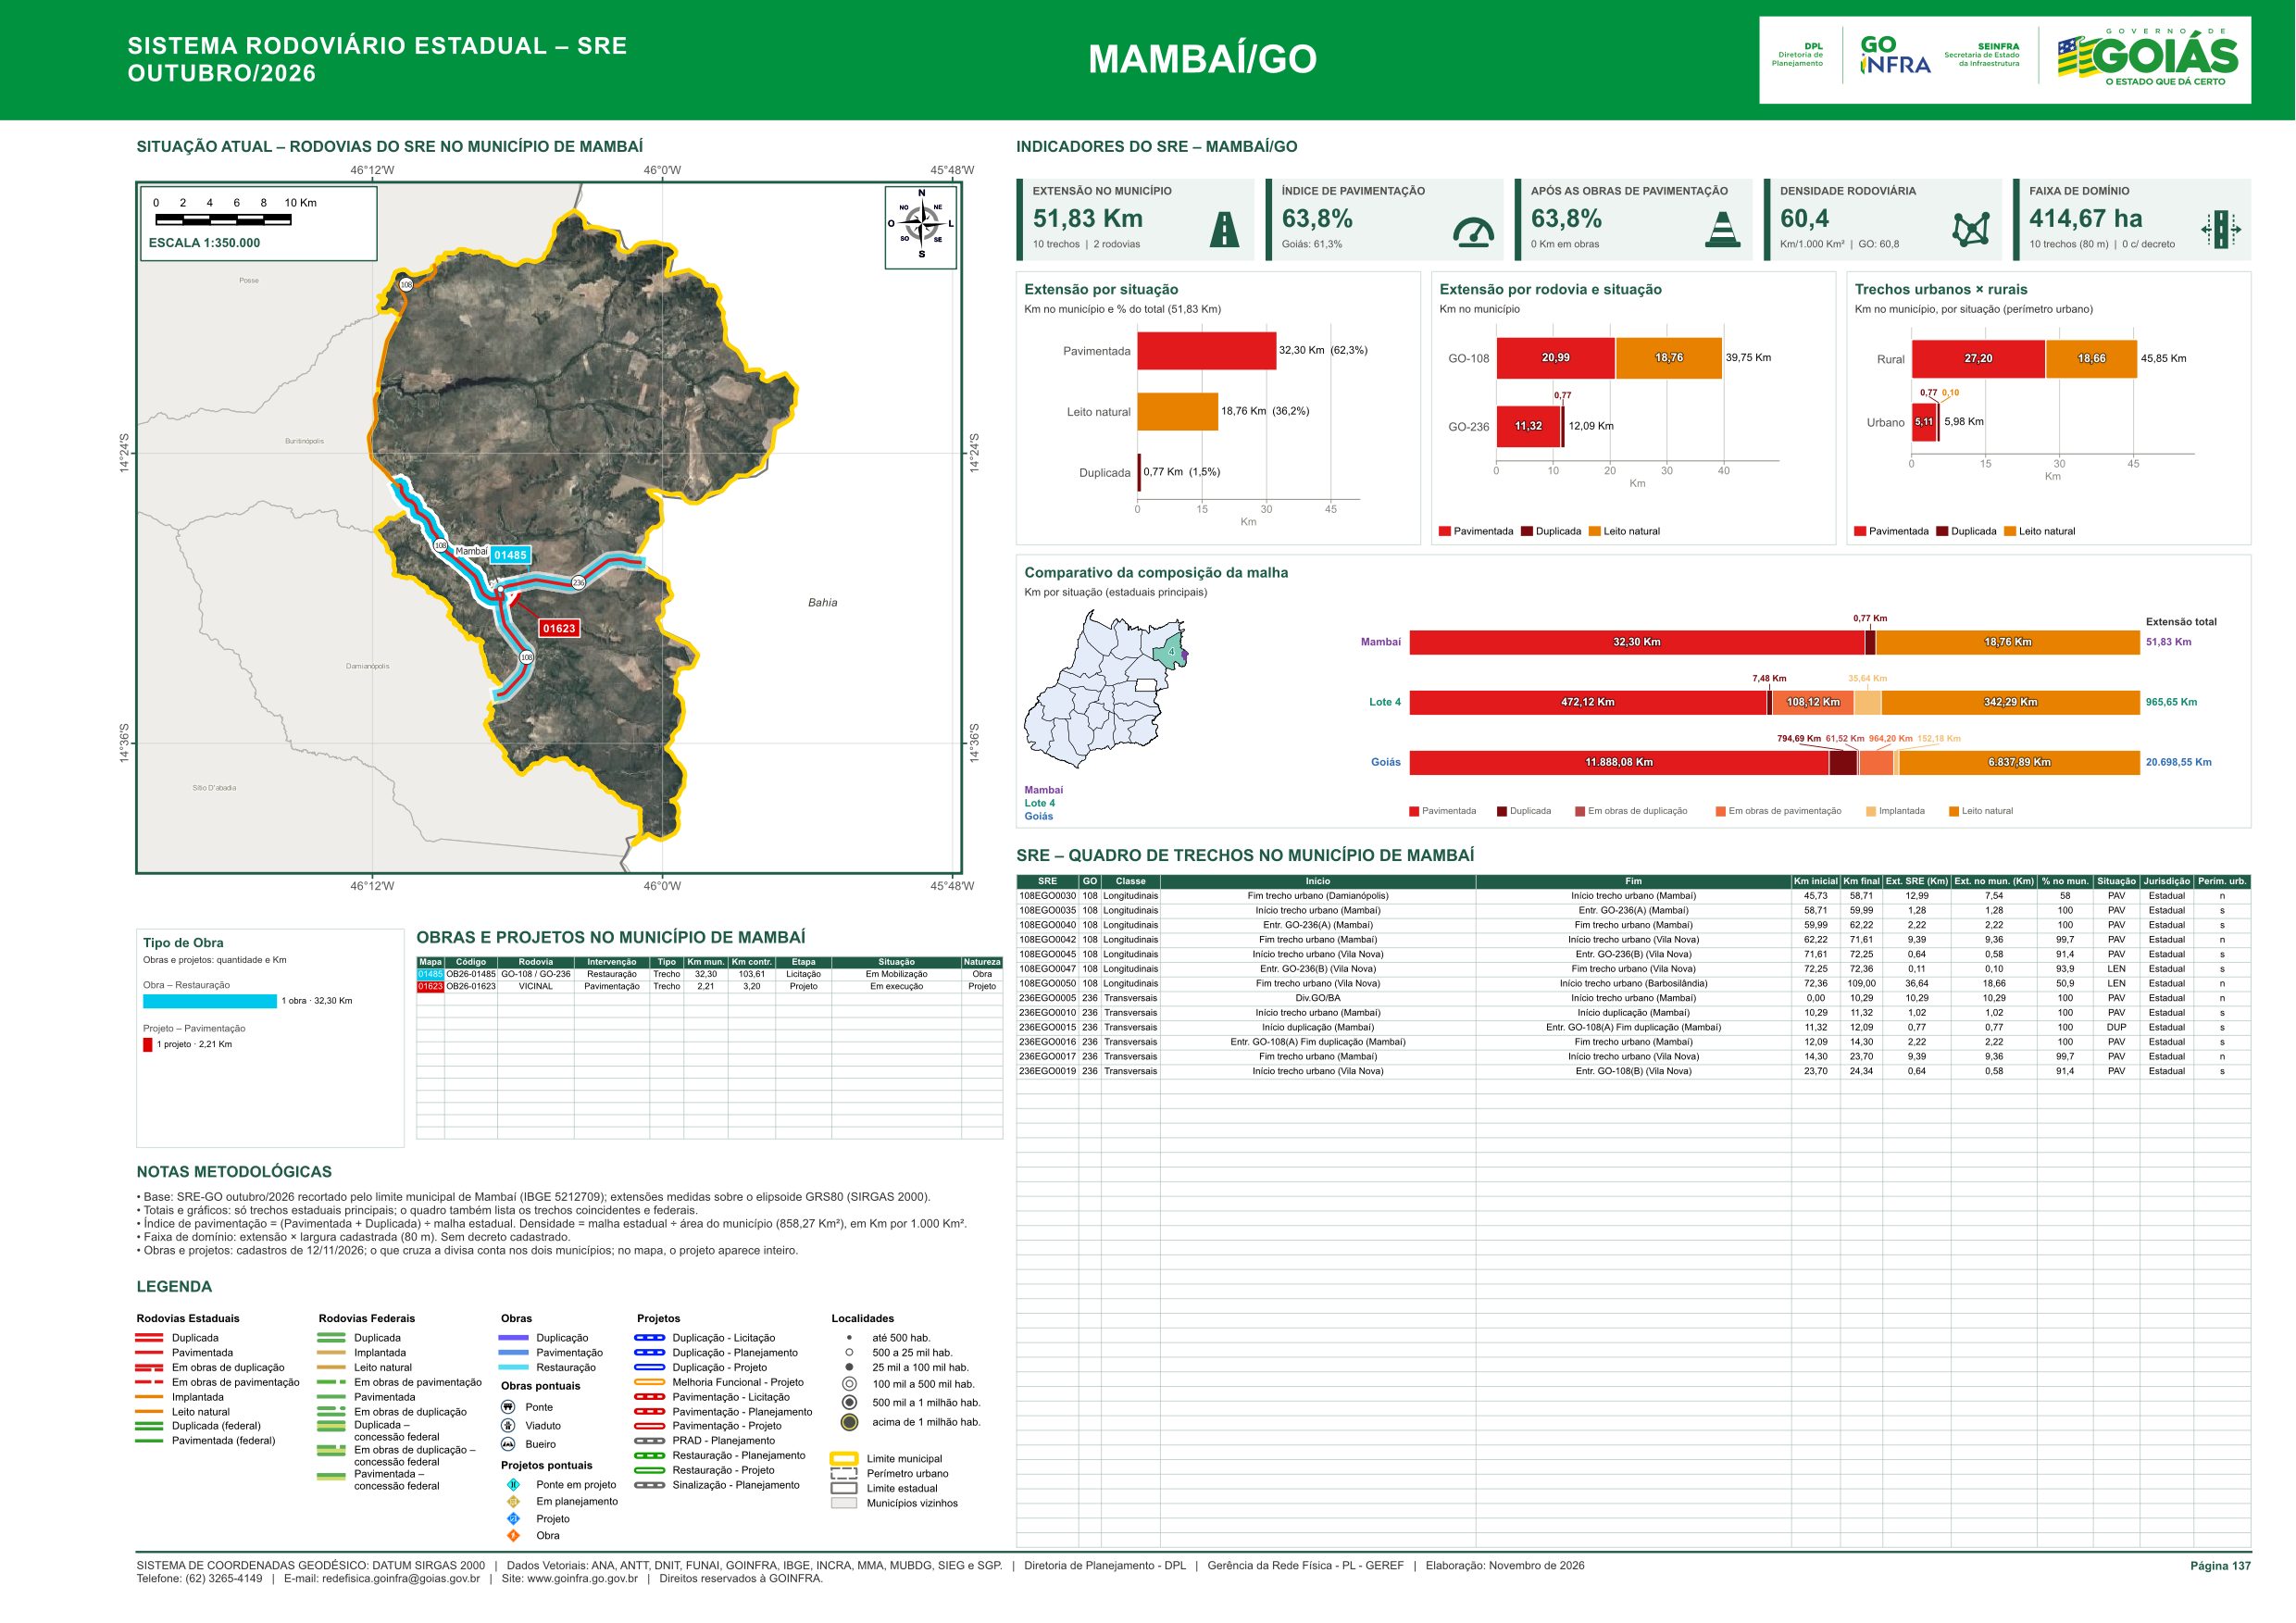 SISTEMA RODOVIÁRIO ESTADUAL – SRE
OUTUBRO/2026
MAMBAÍ/GO
DPL
Diretoria de
Planejamento
GO
iNFRA
SEINFRA
Secretaria de Estado
da Infraestrutura
GOVERNO DE
GOIÁS
O ESTADO QUE DÁ CERTO
SITUAÇÃO ATUAL – RODOVIAS DO SRE NO MUNICÍPIO DE MAMBAÍ
46°12'W 46°0'W 45°48'W
0 2 4 6 8 10 Km
ESCALA 1:350.000
N
NO NE
O L
SO SE
S
Posse
108
Buritinópolis
14°24'S 14°24'S
108
Mambaí
01485
236
Bahia
01623
108
Damianópolis
14°36'S 14°36'S
Sítio D'abadia
46°12'W 46°0'W 45°48'W
INDICADORES DO SRE – MAMBAÍ/GO
EXTENSÃO NO MUNICÍPIO
51,83 Km
10 trechos | 2 rodovias
ÍNDICE DE PAVIMENTAÇÃO
63,8%
Goiás: 61,3%
APÓS AS OBRAS DE PAVIMENTAÇÃO
63,8%
0 Km em obras
DENSIDADE RODOVIÁRIA
60,4
Km/1.000 Km² | GO: 60,8
FAIXA DE DOMÍNIO
414,67 ha
10 trechos (80 m) | 0 c/ decreto
Extensão por situação
Km no município e % do total (51,83 Km)
Pavimentada 32,30 Km (62,3%)
Leito natural 18,76 Km (36,2%)
Duplicada 0,77 Km (1,5%)
0 15 30 45
Km
Extensão por rodovia e situação
Km no município
GO-108 20,99 18,76 39,75 Km
0,77
GO-236 11,32 12,09 Km
0 10 20 30 40
Km
Pavimentada Duplicada Leito natural
Trechos urbanos × rurais
Km no município, por situação (perímetro urbano)
Rural 27,20 18,66 45,85 Km
0,77 0,10
Urbano 5,11 5,98 Km
0 15 30 45
Km
Pavimentada Duplicada Leito natural
Comparativo da composição da malha
Km por situação (estaduais principais)
4
Mambaí
Lote 4
Goiás
0,77 Km Extensão total
Mambaí 32,30 Km 18,76 Km 51,83 Km
7,48 Km 35,64 Km
Lote 4 472,12 Km 108,12 Km 342,29 Km 965,65 Km
794,69 Km 61,52 Km 964,20 Km 152,18 Km
Goiás 11.888,08 Km 6.837,89 Km 20.698,55 Km
Pavimentada Duplicada Em obras de duplicação Em obras de pavimentação Implantada Leito natural
SRE – QUADRO DE TRECHOS NO MUNICÍPIO DE MAMBAÍ
SRE GO Classe Início Fim Km inicial Km final Ext. SRE (Km) Ext. no mun. (Km) % no mun. Situação Jurisdição Perím. urb.
108EGO0030 108 Longitudinais Fim trecho urbano (Damianópolis) Início trecho urbano (Mambaí) 45,73 58,71 12,99 7,54 58 PAV Estadual n
108EGO0035 108 Longitudinais Início trecho urbano (Mambaí) Entr. GO-236(A) (Mambaí) 58,71 59,99 1,28 1,28 100 PAV Estadual s
108EGO0040 108 Longitudinais Entr. GO-236(A) (Mambaí) Fim trecho urbano (Mambaí) 59,99 62,22 2,22 2,22 100 PAV Estadual s
108EGO0042 108 Longitudinais Fim trecho urbano (Mambaí) Início trecho urbano (Vila Nova) 62,22 71,61 9,39 9,36 99,7 PAV Estadual n
108EGO0045 108 Longitudinais Início trecho urbano (Vila Nova) Entr. GO-236(B) (Vila Nova) 71,61 72,25 0,64 0,58 91,4 PAV Estadual s
108EGO0047 108 Longitudinais Entr. GO-236(B) (Vila Nova) Fim trecho urbano (Vila Nova) 72,25 72,36 0,11 0,10 93,9 LEN Estadual s
108EGO0050 108 Longitudinais Fim trecho urbano (Vila Nova) Início trecho urbano (Barbosilândia) 72,36 109,00 36,64 18,66 50,9 LEN Estadual n
236EGO0005 236 Transversais Div.GO/BA Início trecho urbano (Mambaí) 0,00 10,29 10,29 10,29 100 PAV Estadual n
236EGO0010 236 Transversais Início trecho urbano (Mambaí) Início duplicação (Mambaí) 10,29 11,32 1,02 1,02 100 PAV Estadual s
236EGO0015 236 Transversais Início duplicação (Mambaí) Entr. GO-108(A) Fim duplicação (Mambaí) 11,32 12,09 0,77 0,77 100 DUP Estadual s
236EGO0016 236 Transversais Entr. GO-108(A) Fim duplicação (Mambaí) Fim trecho urbano (Mambaí) 12,09 14,30 2,22 2,22 100 PAV Estadual s
236EGO0017 236 Transversais Fim trecho urbano (Mambaí) Início trecho urbano (Vila Nova) 14,30 23,70 9,39 9,36 99,7 PAV Estadual n
236EGO0019 236 Transversais Início trecho urbano (Vila Nova) Entr. GO-108(B) (Vila Nova) 23,70 24,34 0,64 0,58 91,4 PAV Estadual s
Tipo de Obra
Obras e projetos: quantidade e Km
Obra – Restauração
1 obra · 32,30 Km
Projeto – Pavimentação
1 projeto · 2,21 Km
OBRAS E PROJETOS NO MUNICÍPIO DE MAMBAÍ
Mapa Código Rodovia Intervenção Tipo Km mun. Km contr. Etapa Situação Natureza
01485 OB26-01485 GO-108 / GO-236 Restauração Trecho 32,30 103,61 Licitação Em Mobilização Obra
01623 OB26-01623 VICINAL Pavimentação Trecho 2,21 3,20 Projeto Em execução Projeto
NOTAS METODOLÓGICAS
• Base: SRE-GO outubro/2026 recortado pelo limite municipal de Mambaí (IBGE 5212709); extensões medidas sobre o elipsoide GRS80 (SIRGAS 2000).
• Totais e gráficos: só trechos estaduais principais; o quadro também lista os trechos coincidentes e federais.
• Índice de pavimentação = (Pavimentada + Duplicada) ÷ malha estadual. Densidade = malha estadual ÷ área do município (858,27 Km²), em Km por 1.000 Km².
• Faixa de domínio: extensão × largura cadastrada (80 m). Sem decreto cadastrado.
• Obras e projetos: cadastros de 12/11/2026; o que cruza a divisa conta nos dois municípios; no mapa, o projeto aparece inteiro.
LEGENDA
Rodovias Estaduais
Duplicada
Pavimentada
Em obras de duplicação
Em obras de pavimentação
Implantada
Leito natural
Duplicada (federal)
Pavimentada (federal)
Rodovias Federais
Duplicada
Implantada
Leito natural
Em obras de pavimentação
Pavimentada
Em obras de duplicação
Duplicada –
concessão federal
Em obras de duplicação –
concessão federal
Pavimentada –
concessão federal
Obras
Duplicação
Pavimentação
Restauração
Obras pontuais
Ponte
Viaduto
Bueiro
Projetos pontuais
Ponte em projeto
Em planejamento
Projeto
Obra
Projetos
Duplicação - Licitação
Duplicação - Planejamento
Duplicação - Projeto
Melhoria Funcional - Projeto
Pavimentação - Licitação
Pavimentação - Planejamento
Pavimentação - Projeto
PRAD - Planejamento
Restauração - Planejamento
Restauração - Projeto
Sinalização - Planejamento
Localidades
até 500 hab.
500 a 25 mil hab.
25 mil a 100 mil hab.
100 mil a 500 mil hab.
500 mil a 1 milhão hab.
acima de 1 milhão hab.
Limite municipal
Perímetro urbano
Limite estadual
Municípios vizinhos
SISTEMA DE COORDENADAS GEODÉSICO: DATUM SIRGAS 2000 | Dados Vetoriais: ANA, ANTT, DNIT, FUNAI, GOINFRA, IBGE, INCRA, MMA, MUBDG, SIEG e SGP. | Diretoria de Planejamento - DPL | Gerência da Rede Física - PL - GEREF | Elaboração: Novembro de 2026
Página 137
Telefone: (62) 3265-4149 | E-mail: redefisica.goinfra@goias.gov.br | Site: www.goinfra.go.gov.br | Direitos reservados à GOINFRA.